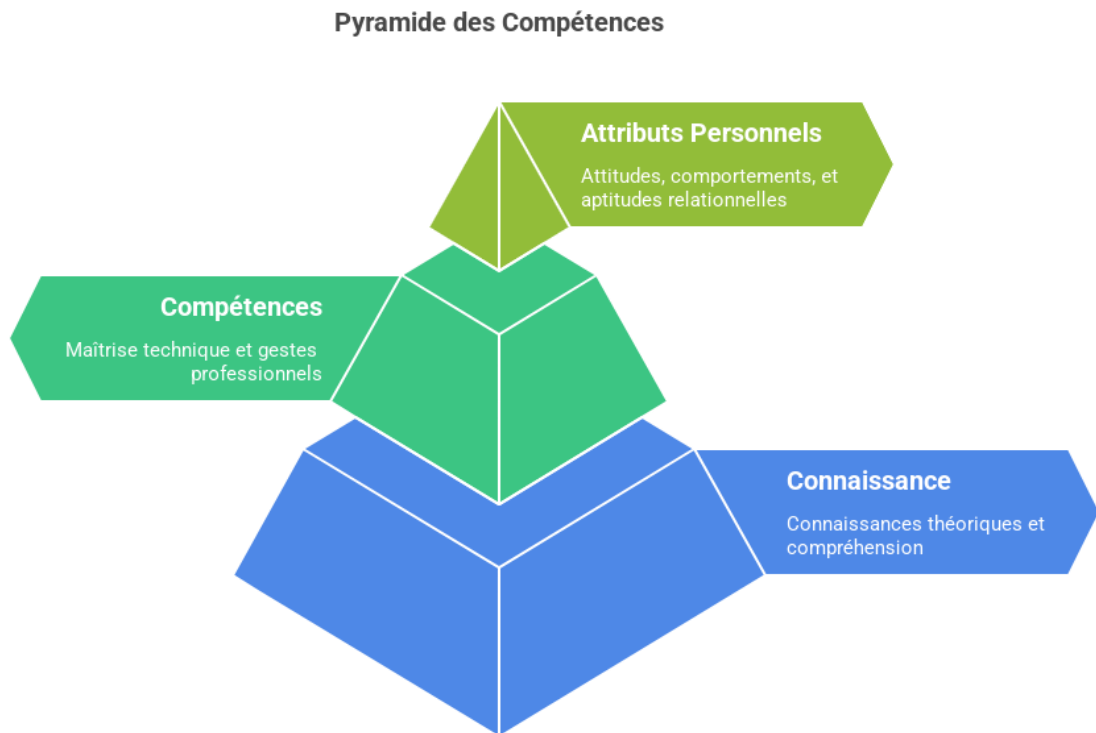 Pyramide des Compétences
Attributs Personnels
Attitudes, comportements, et
aptitudes relationnelles
Compétences
Maîtrise technique et gestes
professionnels
Connaissance
Connaissances théoriques et
compréhension